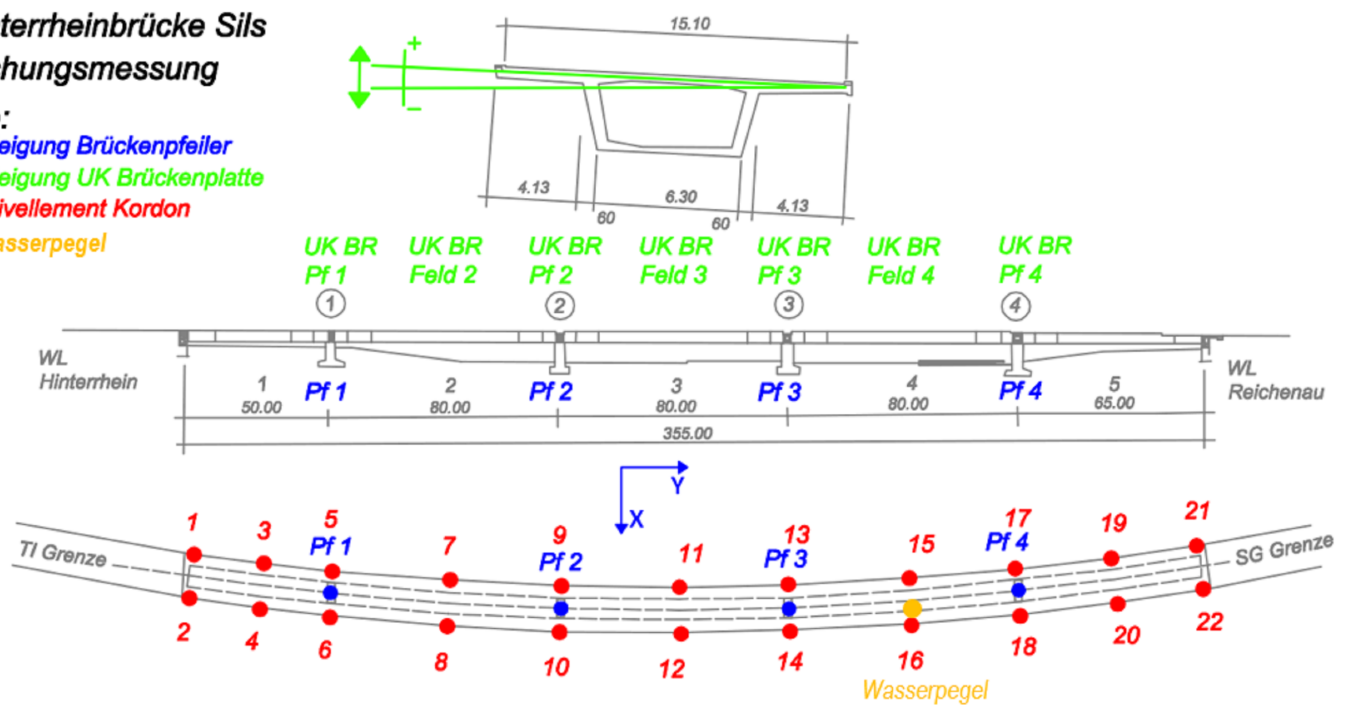 terrheinbrücke Sils
hungsmessung
:
eigung Brückenpfeiler
eigung UK Brückenplatte
ivellement Kordon
asserpegel
+
−
15.10
4.13
6.30
4.13
60
60
UK BR
Pf 1
UK BR
Feld 2
UK BR
Pf 2
UK BR
Feld 3
UK BR
Pf 3
UK BR
Feld 4
UK BR
Pf 4
1
2
3
4
WL
Hinterrhein
WL
Reichenau
Pf 1
Pf 2
Pf 3
Pf 4
1
2
3
4
5
50.00
80.00
80.00
80.00
65.00
355.00
Y
X
1
3
5
7
9
11
13
15
17
19
21
Pf 1
Pf 2
Pf 3
Pf 4
TI Grenze
SG Grenze
2
4
6
8
10
12
14
16
18
20
22
Wasserpegel